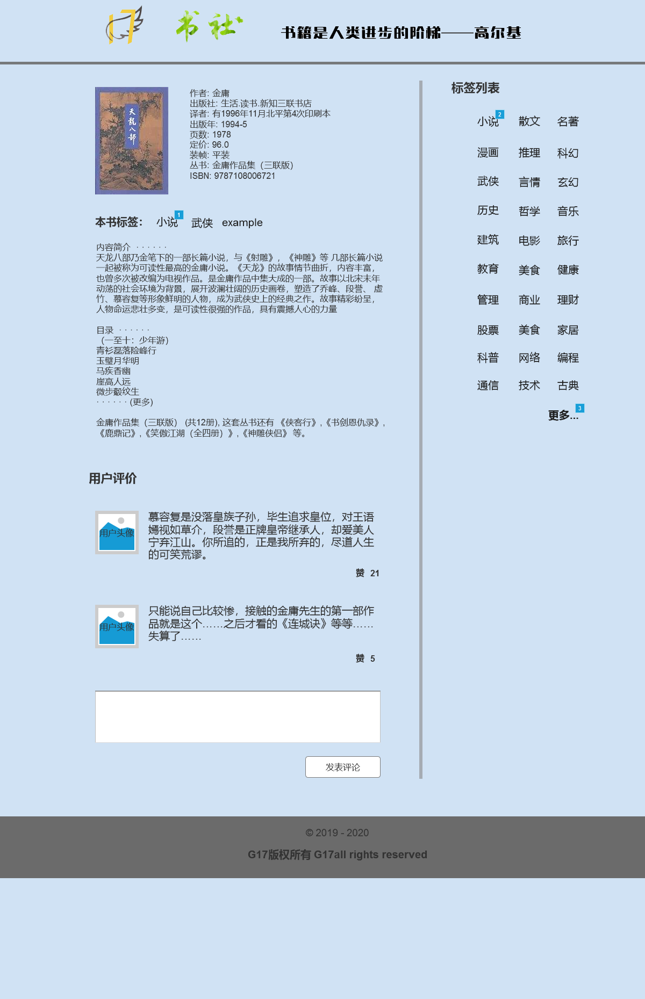 17 书社
书籍是人类进步的阶梯——高尔基
天龍八部
作者: 金庸
出版社: 生活.读书.新知三联书店
译者: 有1996年11月北平第4次印刷本
出版年: 1994-5
页数: 1978
定价: 96.0
装帧: 平装
丛书: 金庸作品集（三联版）
ISBN: 9787108006721
本书标签： 小说 1 武侠 example
内容简介 · · · · · ·
天龙八部乃金笔下的一部长篇小说，与《射雕》，《神雕》等 几部长篇小说
一起被称为可读性最高的金庸小说。《天龙》的故事情节曲折，内容丰富，
也曾多次被改编为电视作品。是金庸作品中集大成的一部。故事以北宋末年
动荡的社会环境为背景，展开波澜壮阔的历史画卷，塑造了乔峰、段誉、 虚
竹、慕容复等形象鲜明的人物，成为武侠史上的经典之作。故事精彩纷呈，
人物命运悲壮多变，是可读性很强的作品，具有震撼人心的力量
目录 · · · · · ·
（一至十：少年游）
青衫磊落险峰行
玉璧月华明
马疾香幽
崖高人远
微步縠纹生
· · · · · · (更多)
金庸作品集（三联版） (共12册), 这套丛书还有 《侠客行》,《书剑恩仇录》,
《鹿鼎记》,《笑傲江湖（全四册）》,《神雕侠侣》 等。
用户评价
用户头像
慕容复是没落皇族子孙，毕生追求皇位，对王语
嫣视如草介，段誉是正牌皇帝继承人，却爱美人
宁弃江山。你所追的，正是我所弃的，尽道人生
的可笑荒谬。
赞 21
用户头像
只能说自己比较惨，接触的金庸先生的第一部作
品就是这个……之后才看的《连城诀》等等……
失算了……
赞 5
发表评论
标签列表
小说 2 散文 名著
漫画 推理 科幻
武侠 言情 玄幻
历史 哲学 音乐
建筑 电影 旅行
教育 美食 健康
管理 商业 理财
股票 美食 家居
科普 网络 编程
通信 技术 古典
更多... 3
© 2019 - 2020
G17版权所有 G17all rights reserved